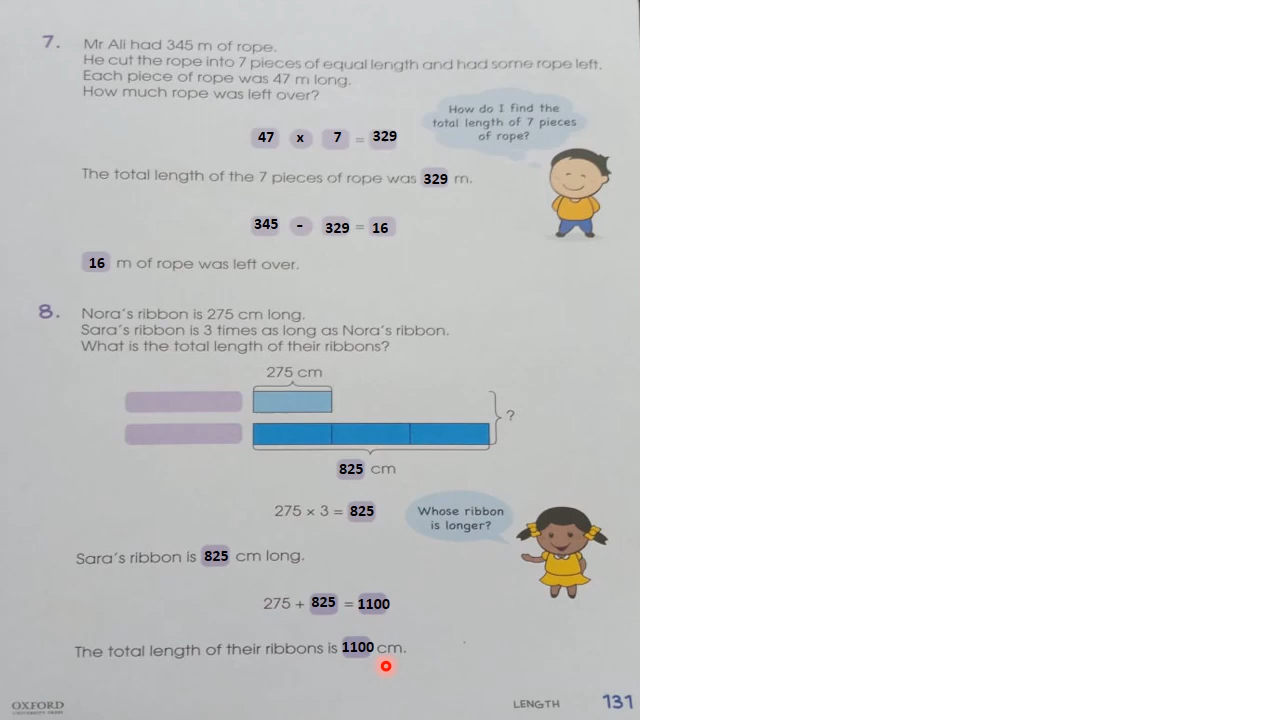 7. Mr Ali had 345 m of rope.
He cut the rope into 7 pieces of equal length and had some rope left.
Each piece of rope was 47 m long.
How much rope was left over?
How do I find the
total length of 7 pieces
of rope?
47 x 7 = 329
The total length of the 7 pieces of rope was 329 m.
345 - 329 = 16
16 m of rope was left over.
8. Nora's ribbon is 275 cm long.
Sara's ribbon is 3 times as long as Nora's ribbon.
What is the total length of their ribbons?
275 cm
?
825 cm
275 × 3 = 825
Whose ribbon
is longer?
Sara's ribbon is 825 cm long.
275 + 825 = 1100
The total length of their ribbons is 1100 cm.
OXFORD
UNIVERSITY PRESS
LENGTH 131